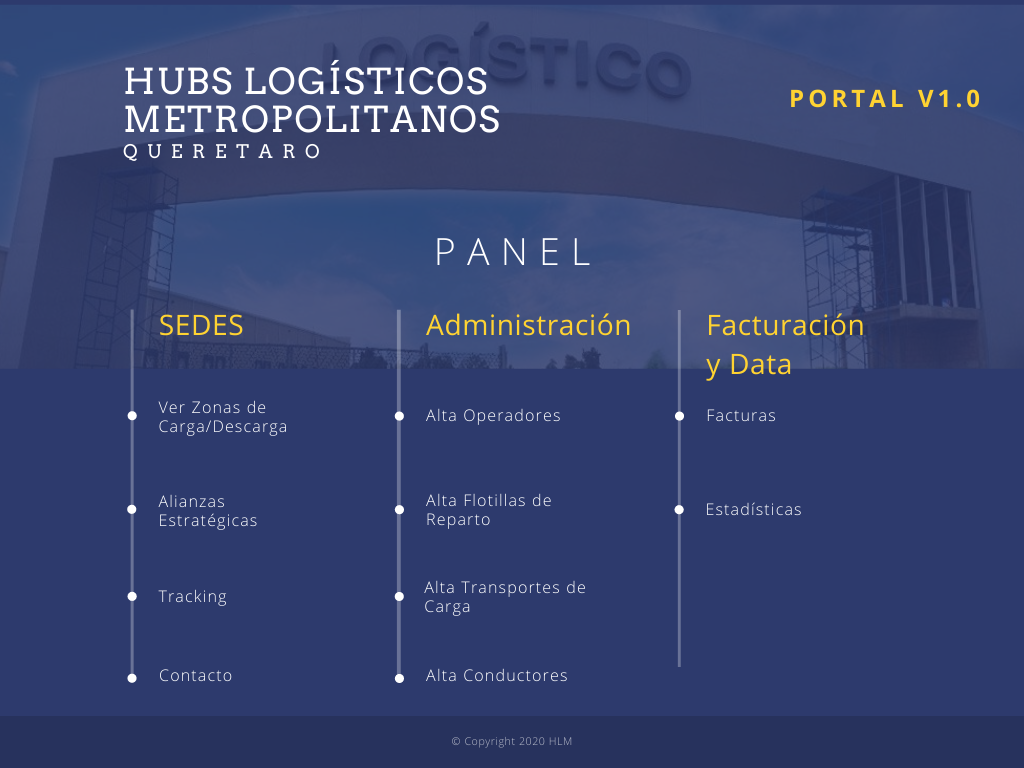 LOGÍSTICO
HUBS LOGÍSTICOS
METROPOLITANOS
QUERETARO
PORTAL V1.0
PANEL
SEDES
Ver Zonas de
Carga/Descarga
Alianzas
Estratégicas
Tracking
Contacto
Administración
Alta Operadores
Alta Flotillas de
Reparto
Alta Transportes de
Carga
Alta Conductores
Facturación
y Data
Facturas
Estadísticas
© Copyright 2020 HLM